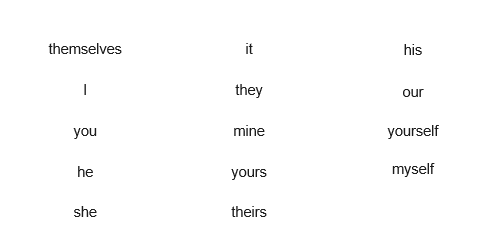 themselves it his
I they our
you mine yourself
he yours myself
she theirs